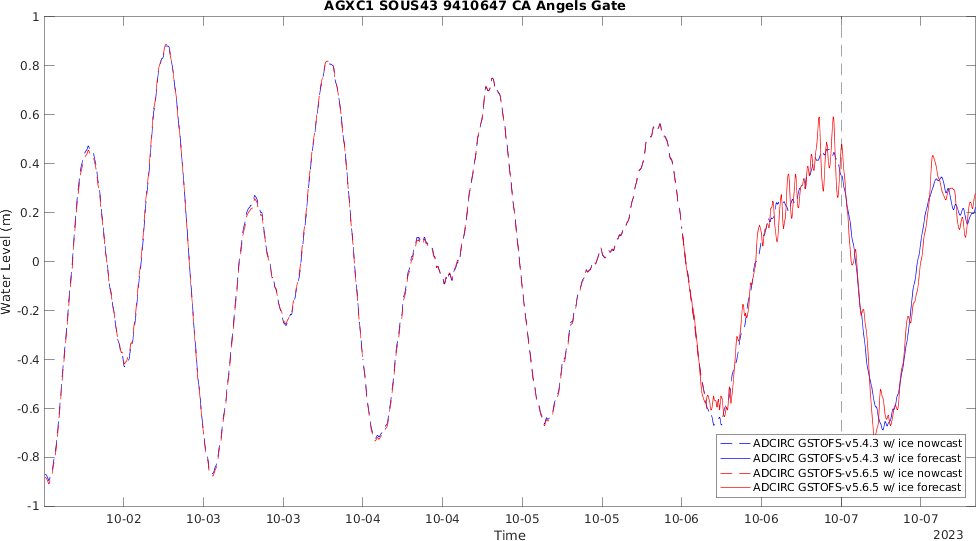 AGXC1 SOUS43 9410647 CA Angels Gate
1
0.8
0.6
0.4
0.2
0
-0.2
-0.4
-0.6
-0.8
-1
Water Level (m)
10-02 10-03 10-03 10-04 10-04 10-05 10-05 10-06 10-06 10-07 10-07
Time
2023
ADCIRC GSTOFS-v5.4.3 w/ ice nowcast
ADCIRC GSTOFS-v5.4.3 w/ ice forecast
ADCIRC GSTOFS-v5.6.5 w/ ice nowcast
ADCIRC GSTOFS-v5.6.5 w/ ice forecast